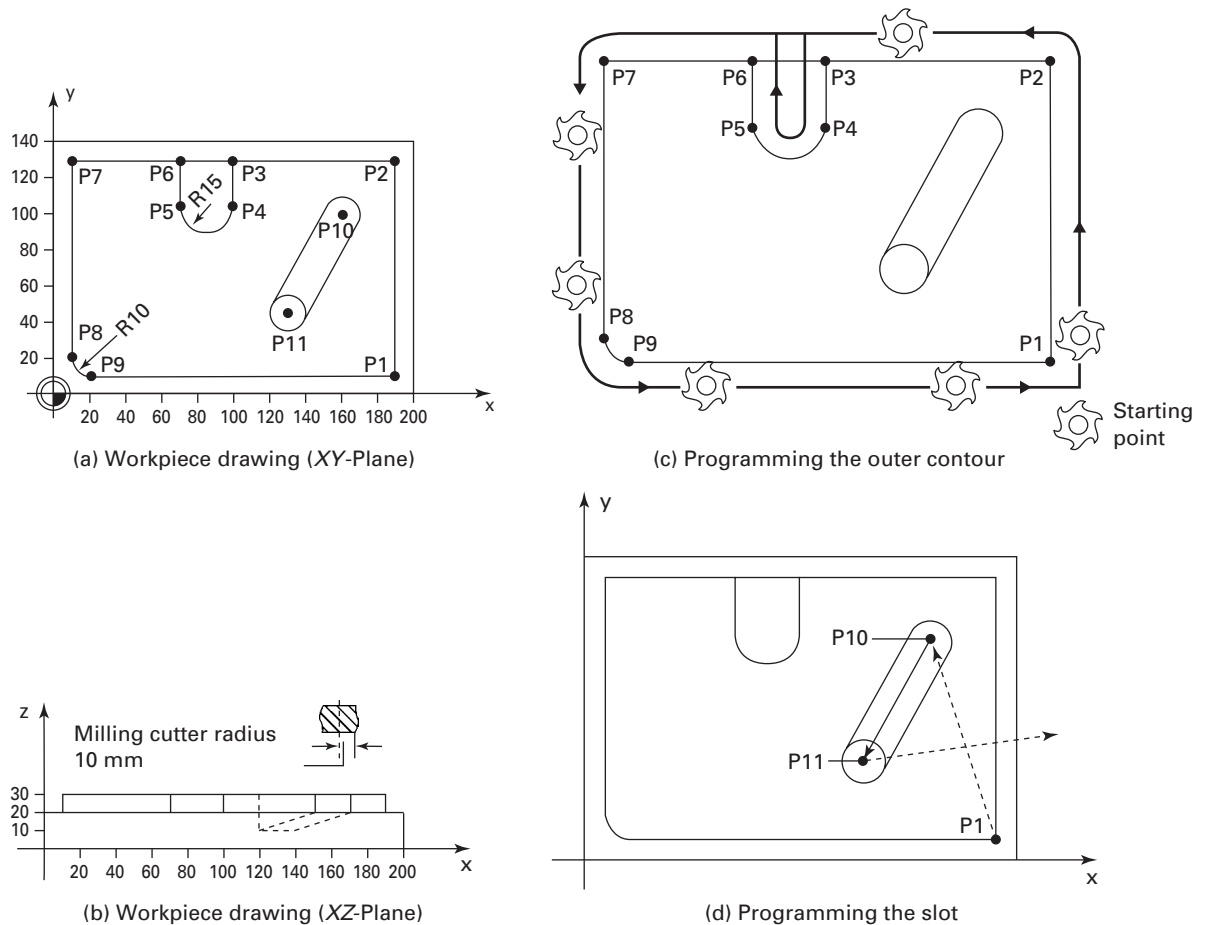 y
140
120
100
80
60
40
20
P7
P6
P3
P2
P5
R15
P4
P10
P11
P8
R10
P9
P1
20 40 60 80 100 120 140 160 180 200
x
(a) Workpiece drawing (XY-Plane)
P7
P6
P3
P2
P5
P4
P8
P9
P1
Starting
point
(c) Programming the outer contour
z
Milling cutter radius
10 mm
30
20
10
20 40 60 80 100 120 140 160 180 200
x
(b) Workpiece drawing (XZ-Plane)
y
P10
P11
P1
x
(d) Programming the slot